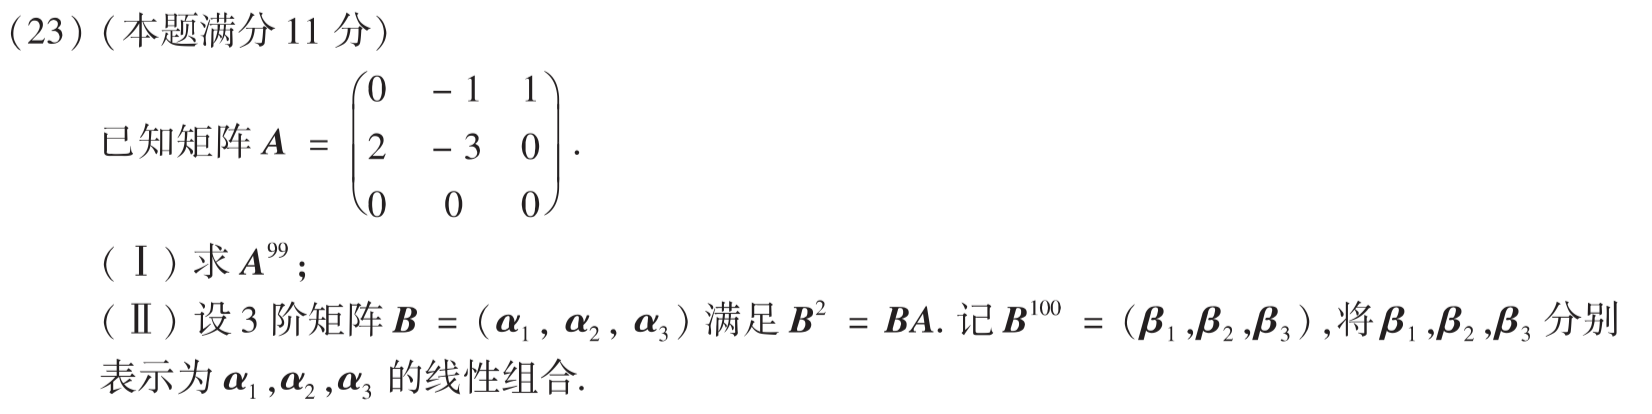 (23)(本题满分 11 分)
0 - 1 1
已知矩阵 A = 2 - 3 0 .
0 0 0
(Ⅰ)求 A^99;
(Ⅱ)设 3 阶矩阵 B = (α₁, α₂, α₃) 满足 B² = BA. 记 B^100 = (β₁,β₂,β₃),将 β₁,β₂,β₃ 分别
表示为 α₁,α₂,α₃ 的线性组合.